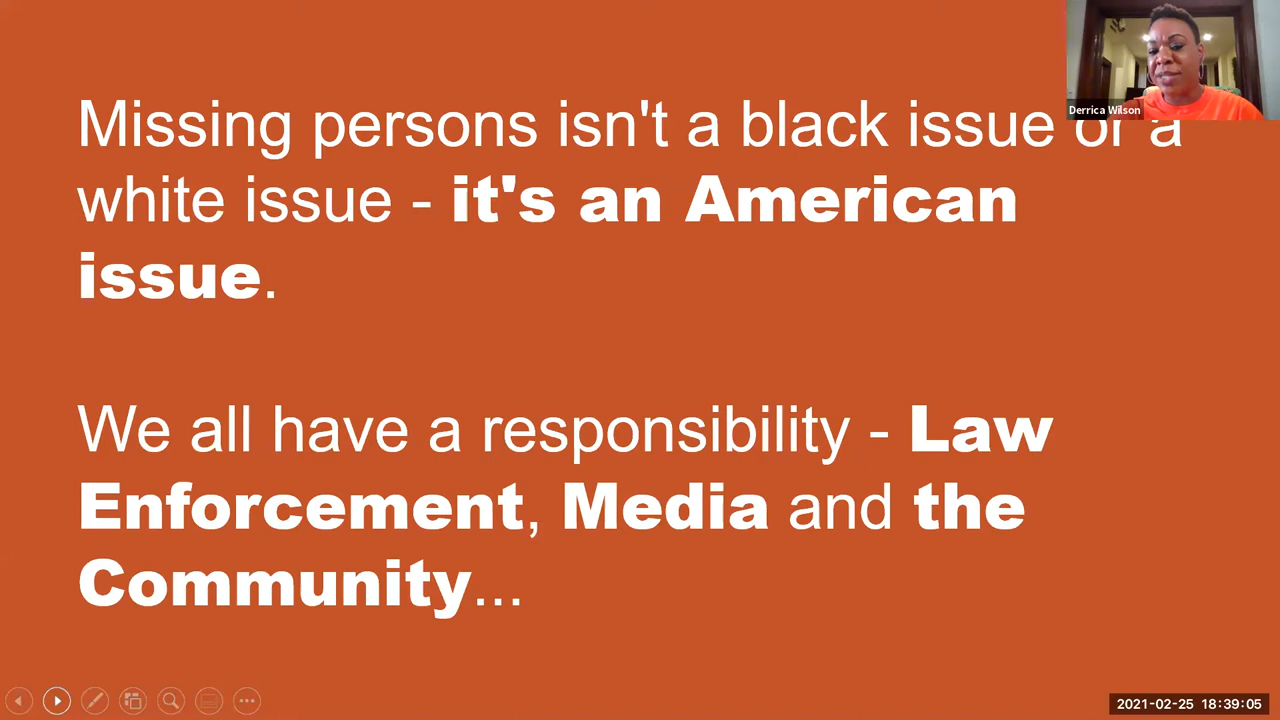 Missing persons isn't a black issue or a
white issue - it's an American
issue.
We all have a responsibility - Law
Enforcement, Media and the
Community...
Derrica Wilson
2021-02-25 18:39:05